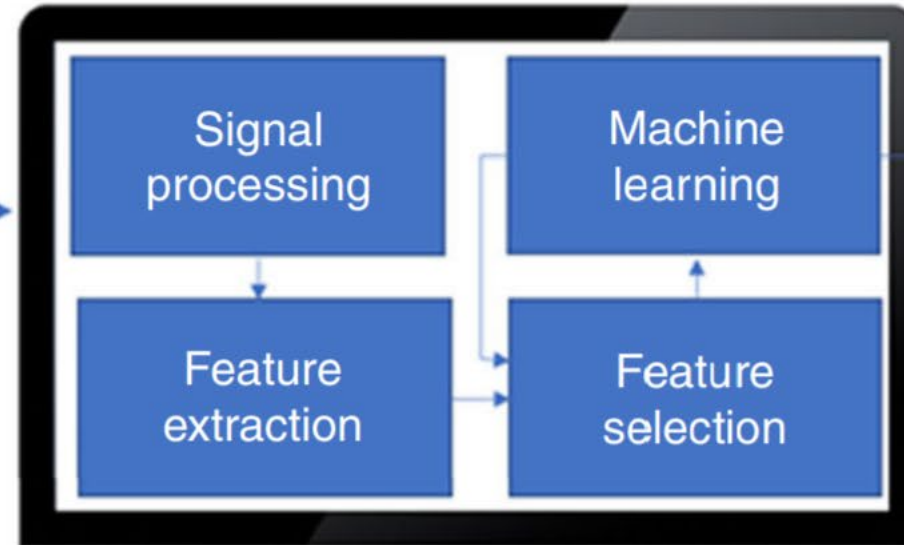 Signal
processing
Machine
learning
Feature
extraction
Feature
selection